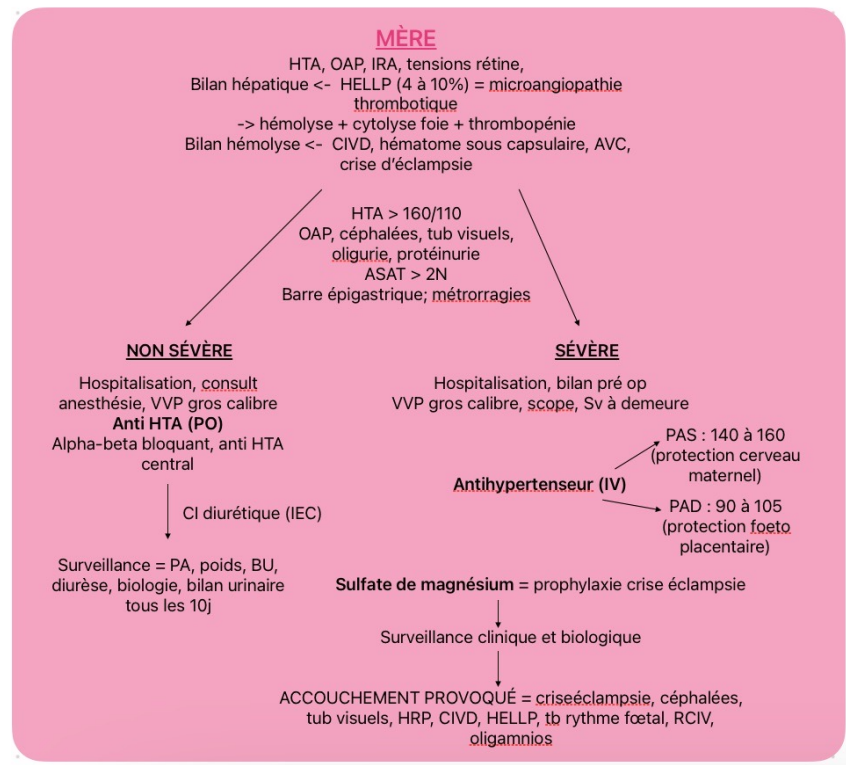 MÈRE
HTA, OAP, IRA, tensions rétine,
Bilan hépatique <- HELLP (4 à 10%) = microangiopathie
thrombotique
-> hémolyse + cytolyse foie + thrombopénie
Bilan hémolyse <- CIVD, hématome sous capsulaire, AVC,
crise d'éclampsie
HTA > 160/110
OAP, céphalées, tub visuels,
oligurie, protéinurie
ASAT > 2N
Barre épigastrique; métrorragies
NON SÉVÈRE
Hospitalisation, consult
anesthésie, VVP gros calibre
Anti HTA (PO)
Alpha-beta bloquant, anti HTA
central
CI diurétique (IEC)
Surveillance = PA, poids, BU,
diurèse, biologie, bilan urinaire
tous les 10j
SÉVÈRE
Hospitalisation, bilan pré op
VVP gros calibre, scope, Sv à demeure
Antihypertenseur (IV)
PAS : 140 à 160
(protection cerveau
maternel)
PAD : 90 à 105
(protection foeto
placentaire)
Sulfate de magnésium = prophylaxie crise éclampsie
Surveillance clinique et biologique
ACCOUCHEMENT PROVOQUÉ = criseéclampsie, céphalées,
tub visuels, HRP, CIVD, HELLP, tb rythme fœtal, RCIV,
oligamnios